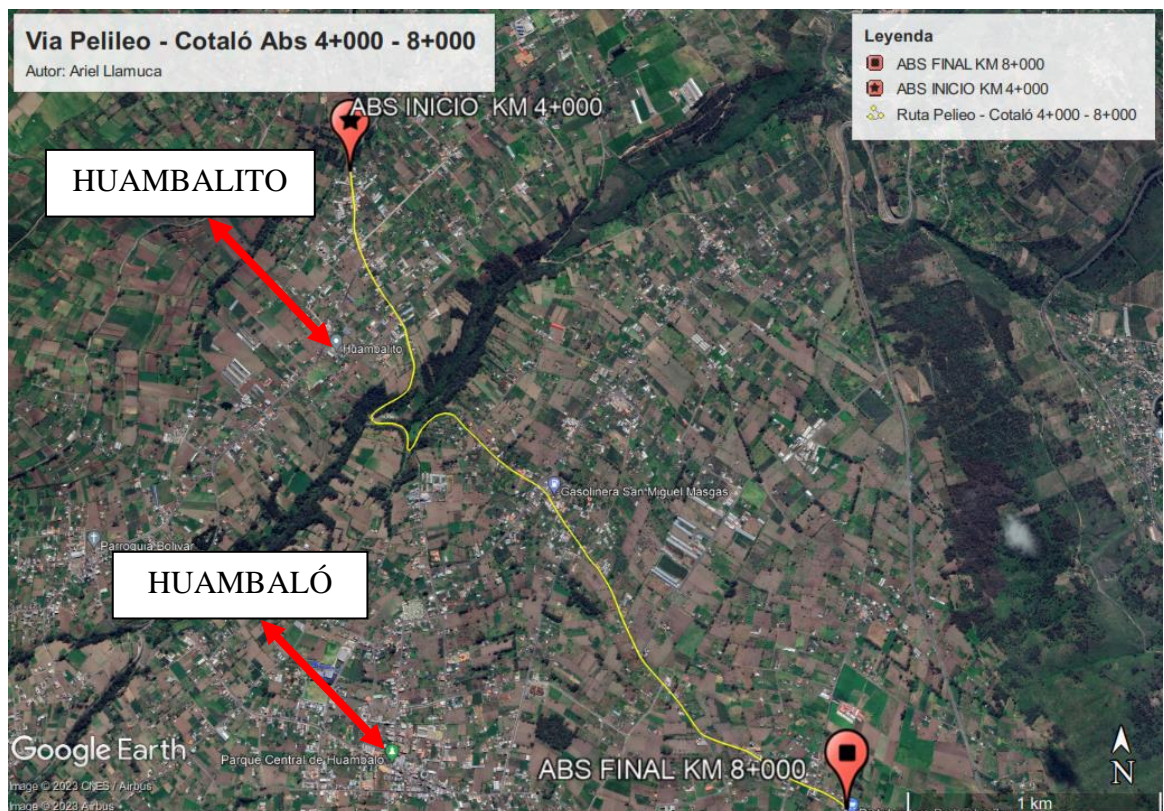 Via Pelileo - Cotaló Abs 4+000 - 8+000
Autor: Ariel Llamuca
Leyenda
ABS FINAL KM 8+000
ABS INICIO KM 4+000
Ruta Pelieo - Cotaló 4+000 - 8+000
ABS INICIO KM 4+000
HUAMBALITO
Huambalito
Gasolinera San Miguel Masgas
Parroquia Bolívar
HUAMBALÓ
Parque Central de Huambalo
ABS FINAL KM 8+000
Google Earth
Image © 2023 CNES / Airbus
Image © 2023 Airbus
N
1 km